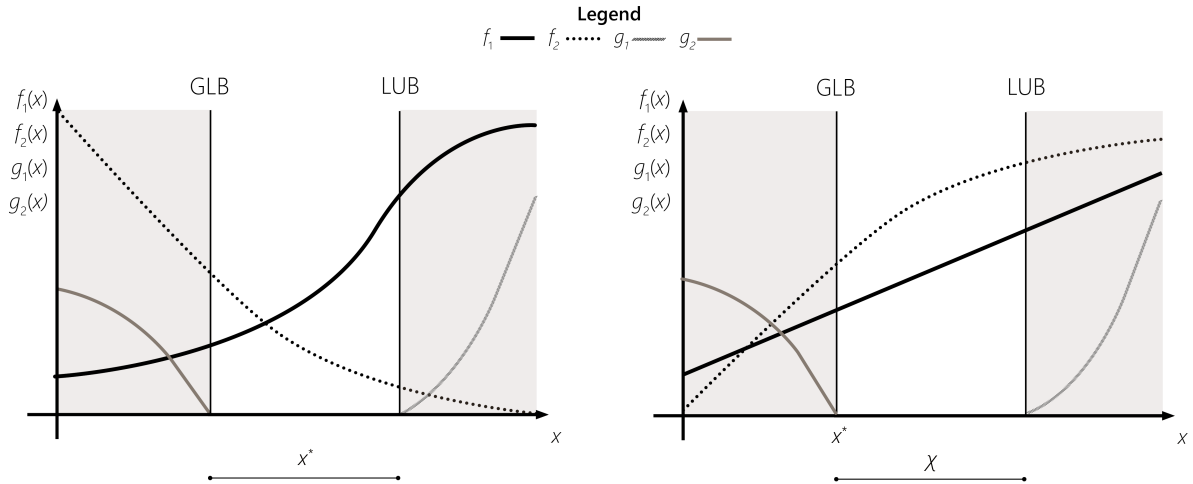 Legend
f1 f2 g1 g2
GLB LUB
f1(x)
f2(x)
g1(x)
g2(x)
x
x*
GLB LUB
f1(x)
f2(x)
g1(x)
g2(x)
x* x
χ